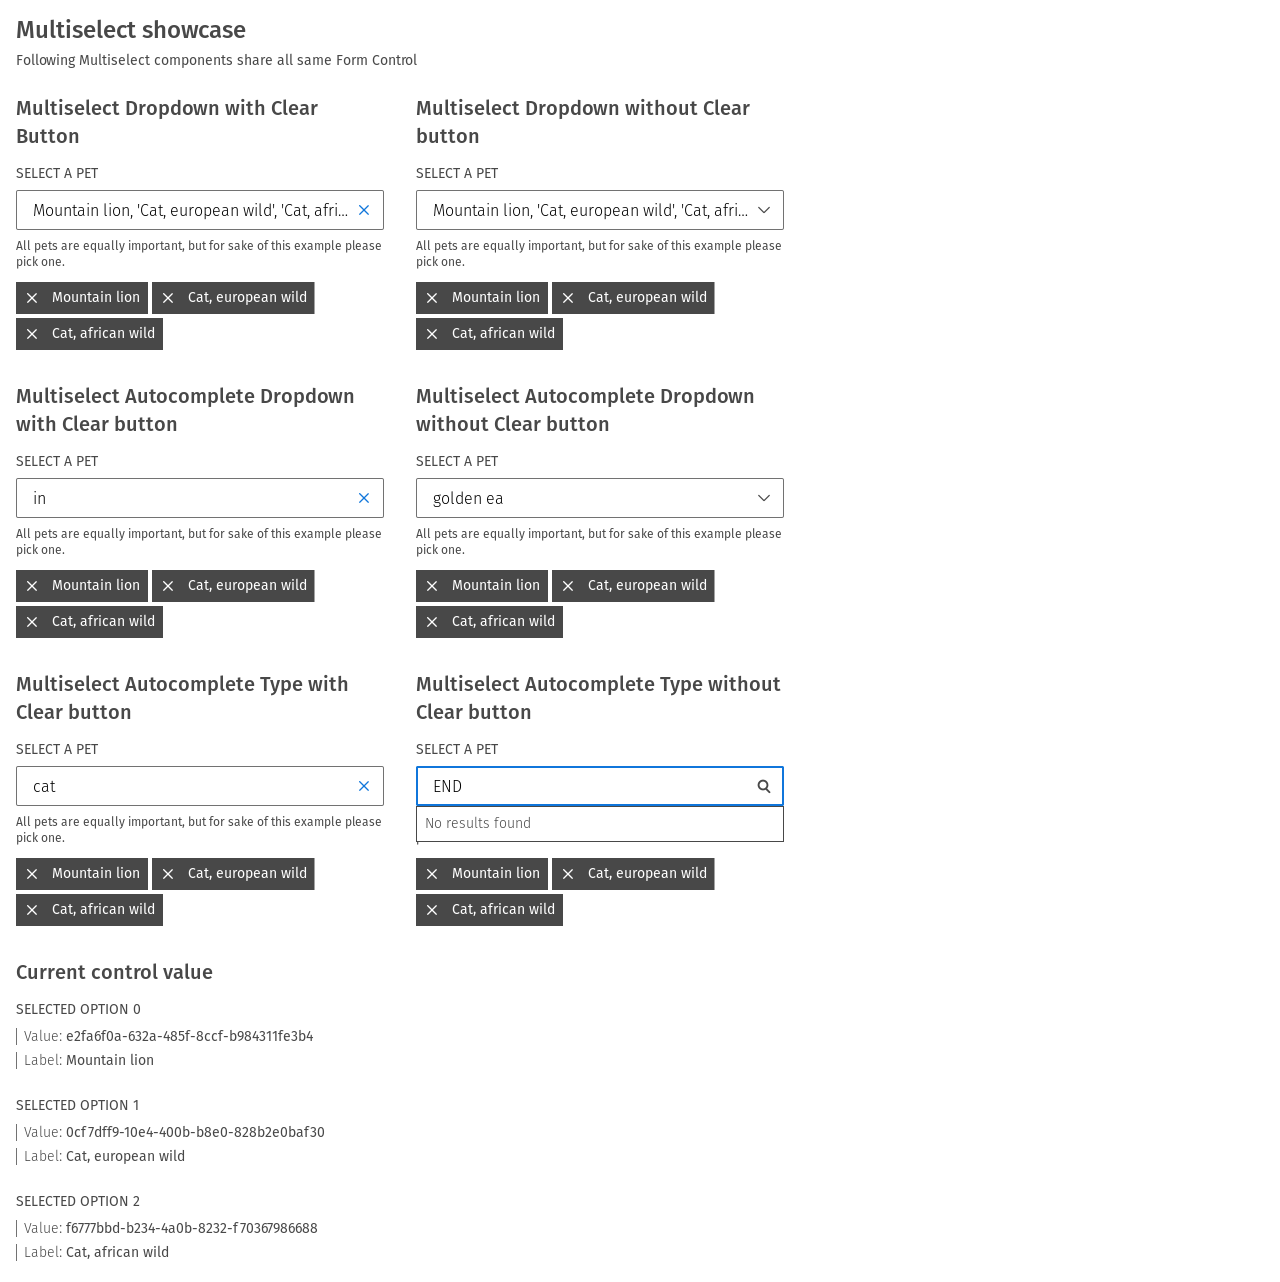 Multiselect showcase
Following Multiselect components share all same Form Control
Multiselect Dropdown with Clear
Button
SELECT A PET
Mountain lion, 'Cat, european wild', 'Cat, afri...
All pets are equally important, but for sake of this example please
pick one.
Mountain lion
Cat, european wild
Cat, african wild
Multiselect Dropdown without Clear
button
SELECT A PET
Mountain lion, 'Cat, european wild', 'Cat, afri...
All pets are equally important, but for sake of this example please
pick one.
Mountain lion
Cat, european wild
Cat, african wild
Multiselect Autocomplete Dropdown
with Clear button
SELECT A PET
in
All pets are equally important, but for sake of this example please
pick one.
Mountain lion
Cat, european wild
Cat, african wild
Multiselect Autocomplete Dropdown
without Clear button
SELECT A PET
golden ea
All pets are equally important, but for sake of this example please
pick one.
Mountain lion
Cat, european wild
Cat, african wild
Multiselect Autocomplete Type with
Clear button
SELECT A PET
cat
All pets are equally important, but for sake of this example please
pick one.
Mountain lion
Cat, european wild
Cat, african wild
Multiselect Autocomplete Type without
Clear button
SELECT A PET
END
No results found
Mountain lion
Cat, european wild
Cat, african wild
Current control value
SELECTED OPTION 0
Value: e2fa6f0a-632a-485f-8ccf-b984311fe3b4
Label: Mountain lion
SELECTED OPTION 1
Value: 0cf7dff9-10e4-400b-b8e0-828b2e0baf30
Label: Cat, european wild
SELECTED OPTION 2
Value: f6777bbd-b234-4a0b-8232-f70367986688
Label: Cat, african wild